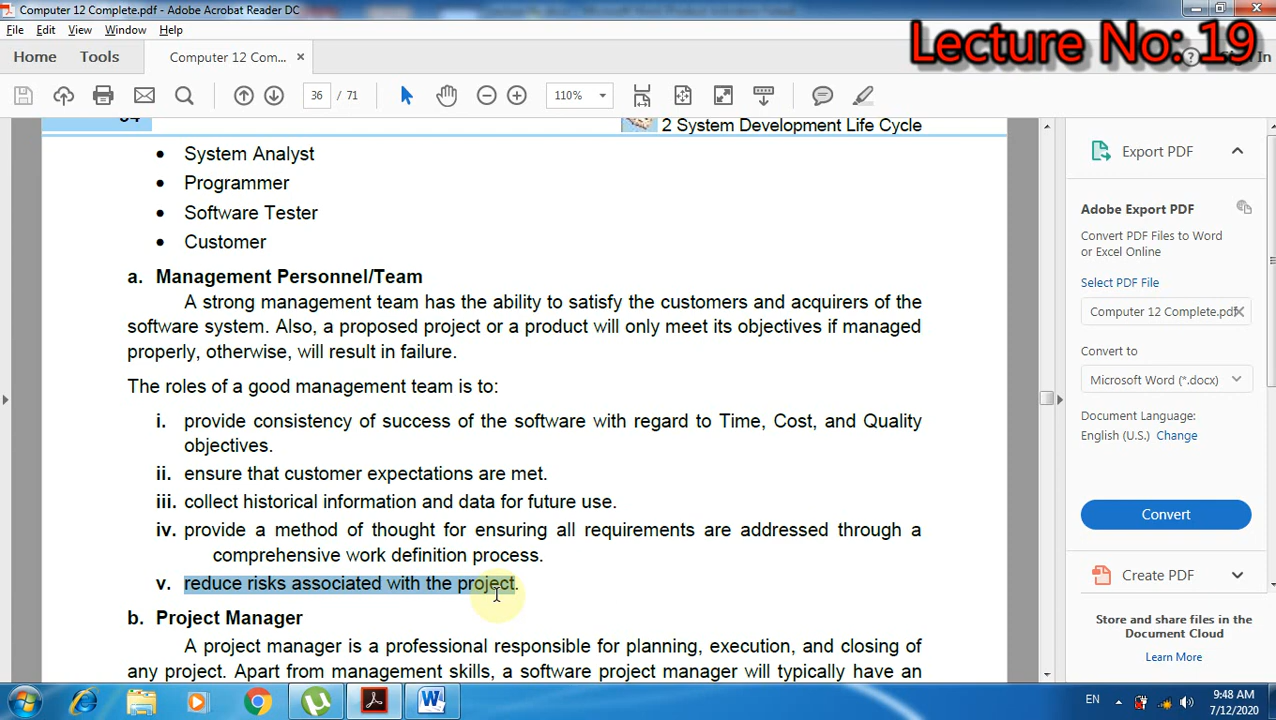 Computer 12 Complete.pdf - Adobe Acrobat Reader DC
File Edit View Window Help
Lecture No: 19
Home Tools Computer 12 Com... × In
36 / 71 110%
2 System Development Life Cycle
• System Analyst
• Programmer
• Software Tester
• Customer
a. Management Personnel/Team
A strong management team has the ability to satisfy the customers and acquirers of the
software system. Also, a proposed project or a product will only meet its objectives if managed
properly, otherwise, will result in failure.
The roles of a good management team is to:
i. provide consistency of success of the software with regard to Time, Cost, and Quality
objectives.
ii. ensure that customer expectations are met.
iii. collect historical information and data for future use.
iv. provide a method of thought for ensuring all requirements are addressed through a
comprehensive work definition process.
v. reduce risks associated with the project.
b. Project Manager
A project manager is a professional responsible for planning, execution, and closing of
any project. Apart from management skills, a software project manager will typically have an
Export PDF
Adobe Export PDF
Convert PDF Files to Word
or Excel Online
Select PDF File
Computer 12 Complete.pdf
Convert to
Microsoft Word (*.docx)
Document Language:
English (U.S.) Change
Convert
Create PDF
Store and share files in the
Document Cloud
Learn More
EN
9:48 AM
7/12/2020